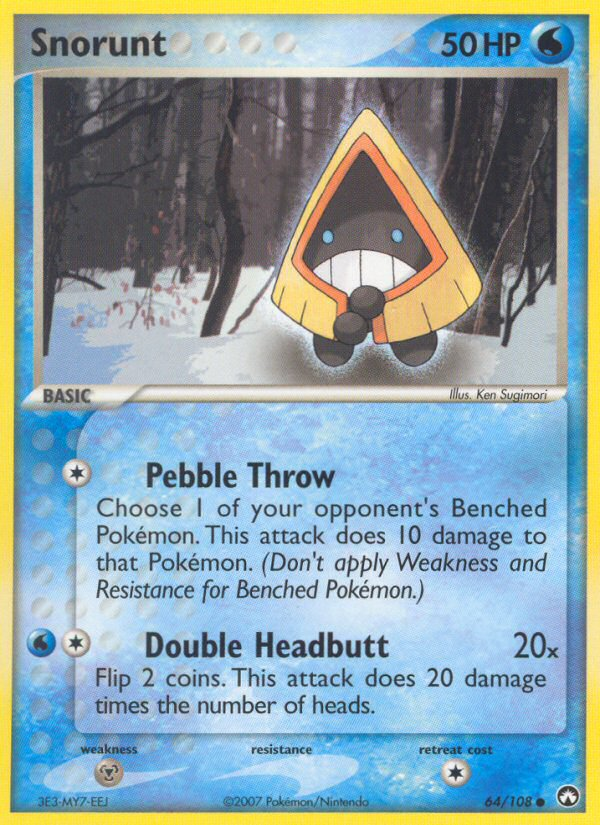 Snorunt 50 HP
BASIC
Illus. Ken Sugimori
Pebble Throw
Choose 1 of your opponent's Benched
Pokémon. This attack does 10 damage to
that Pokémon. (Don't apply Weakness and
Resistance for Benched Pokémon.)
Double Headbutt 20x
Flip 2 coins. This attack does 20 damage
times the number of heads.
weakness resistance retreat cost
3E3-MY7-EEJ ©2007 Pokémon/Nintendo 64/108